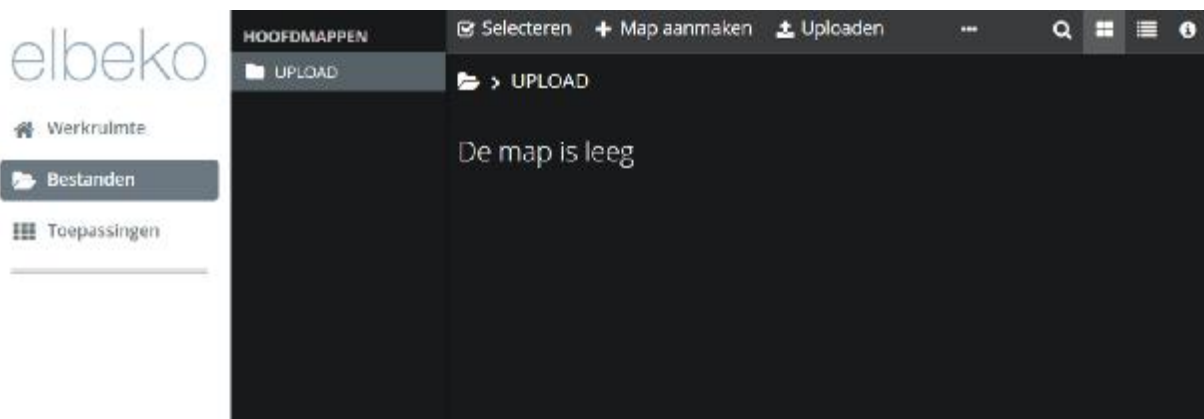 elbeko
Werkruimte
Bestanden
Toepassingen
HOOFDMAPPEN
UPLOAD
Selecteren + Map aanmaken Uploaden ...
> UPLOAD
De map is leeg